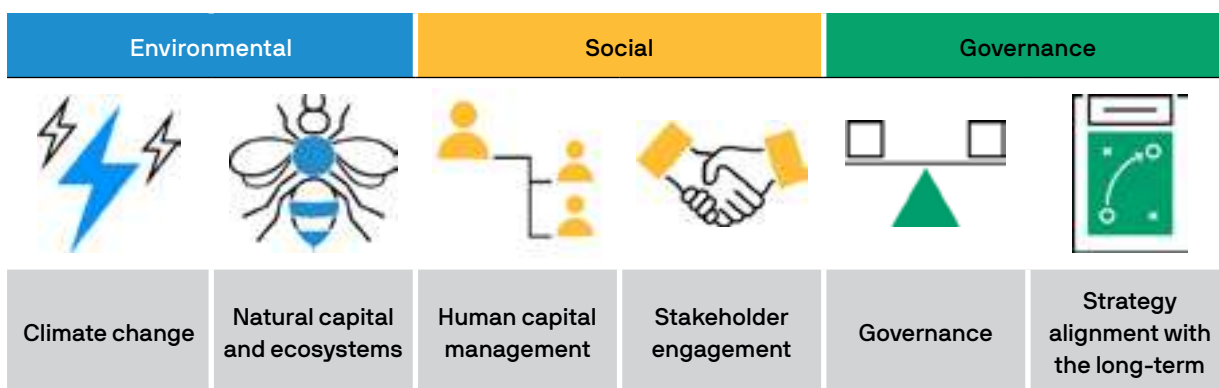 Environmental
Social
Governance
Climate change
Natural capital
and ecosystems
Human capital
management
Stakeholder
engagement
Governance
Strategy
alignment with
the long-term